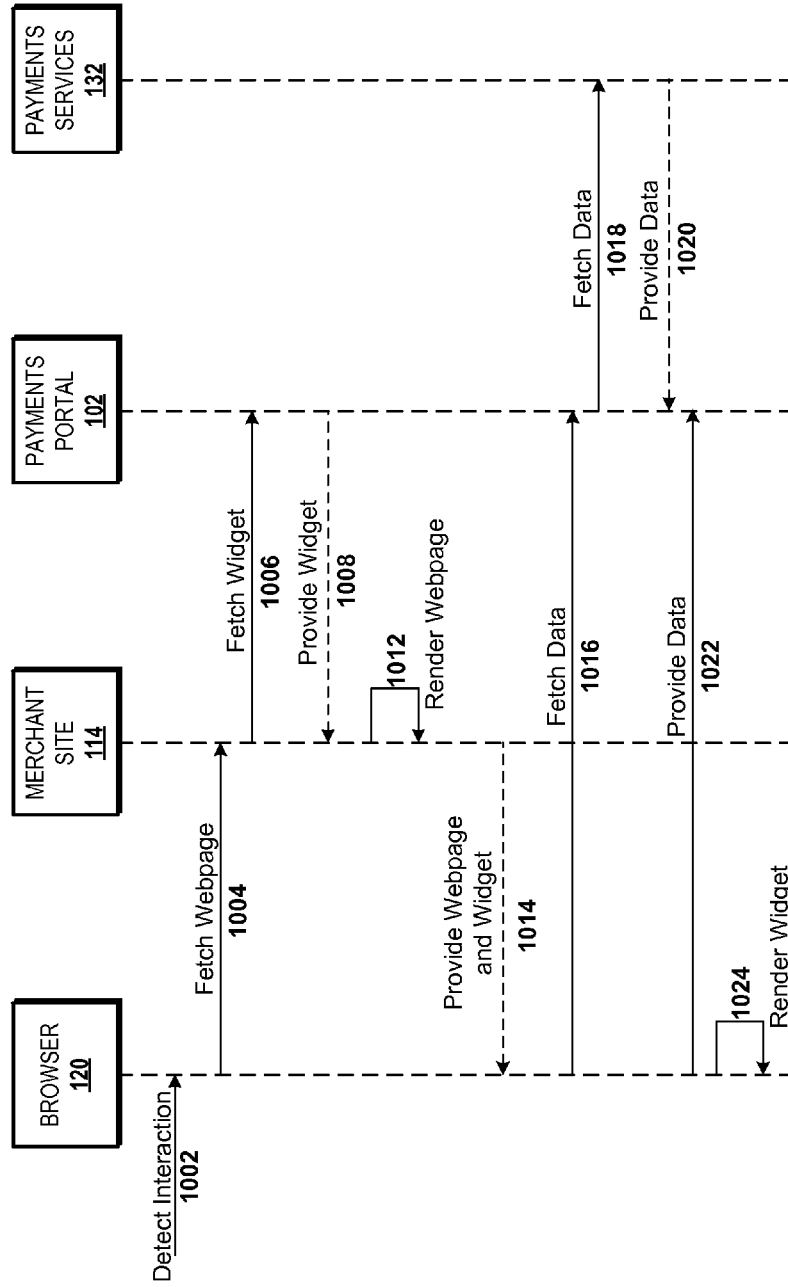 BROWSER
120
MERCHANT
SITE
114
PAYMENTS
PORTAL
102
PAYMENTS
SERVICES
132
Detect Interaction
1002
Fetch Webpage
1004
Fetch Widget
1006
Provide Widget
1008
1012
Render Webpage
Provide Webpage
and Widget
1014
Fetch Data
1016
Fetch Data
1018
Provide Data
1020
Provide Data
1022
1024
Render Widget